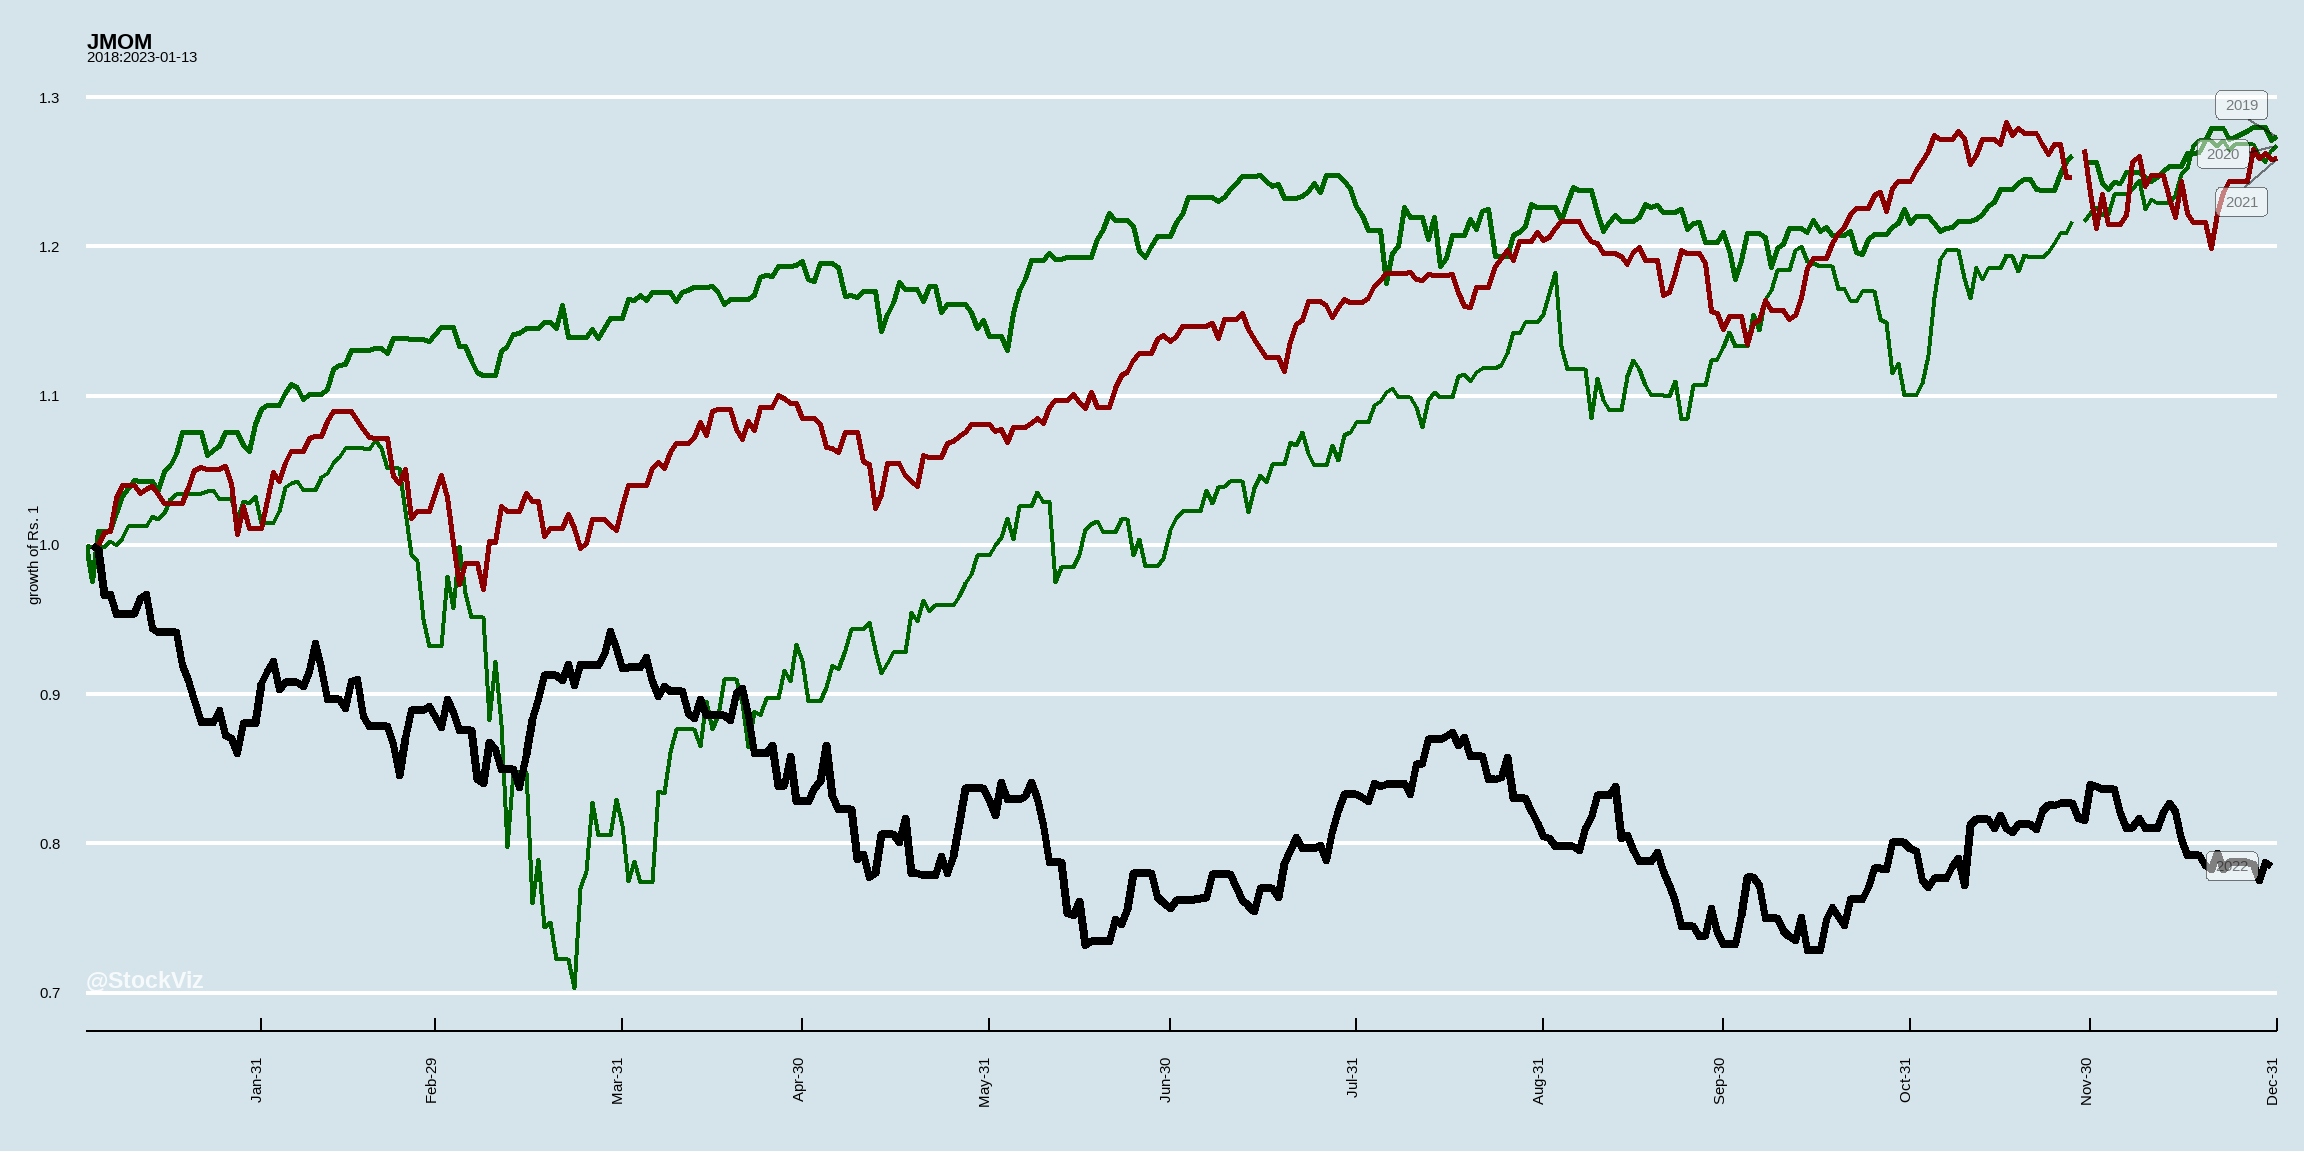 JMOM
2018:2023-01-13
1.3
1.2
1.1
1.0
0.9
0.8
0.7
growth of Rs. 1
2019
2020
2021
2022
@StockViz
Jan-31
Feb-29
Mar-31
Apr-30
May-31
Jun-30
Jul-31
Aug-31
Sep-30
Oct-31
Nov-30
Dec-31